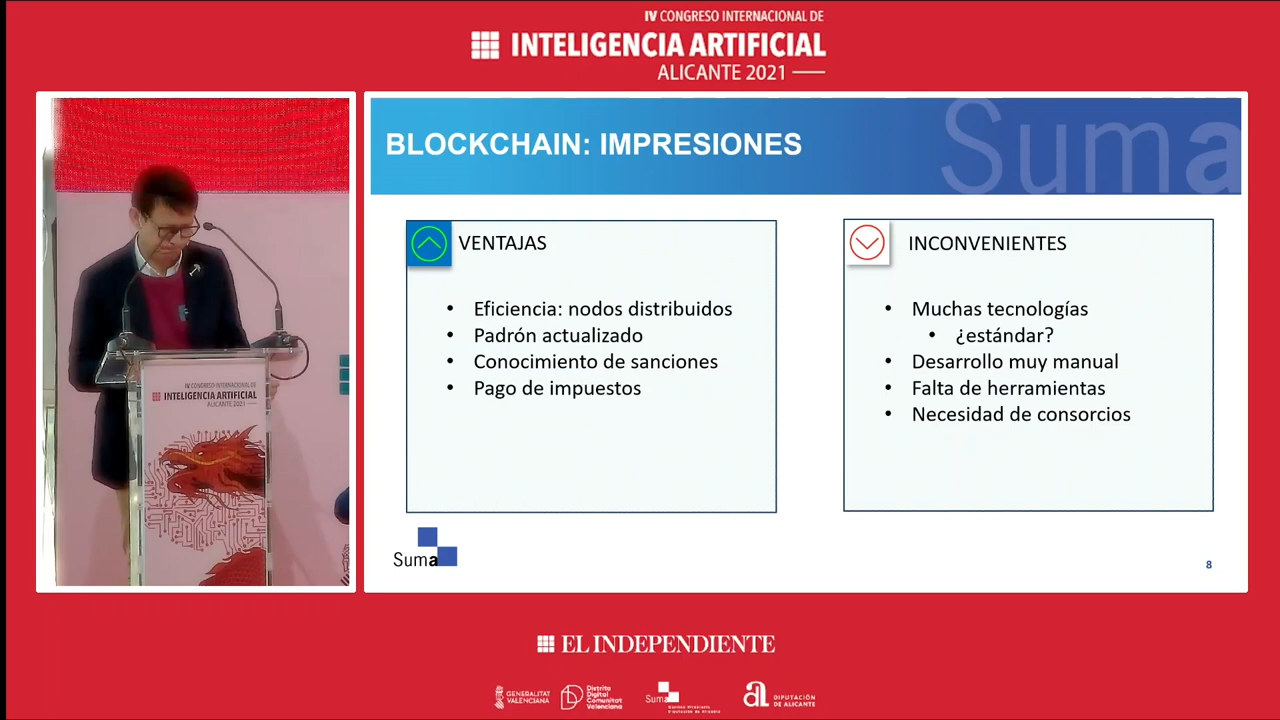 IV CONGRESO INTERNACIONAL DE
INTELIGENCIA ARTIFICIAL
ALICANTE 2021
BLOCKCHAIN: IMPRESIONES
Suma
VENTAJAS
• Eficiencia: nodos distribuidos
• Padrón actualizado
• Conocimiento de sanciones
• Pago de impuestos
INCONVENIENTES
• Muchas tecnologías
• ¿estándar?
• Desarrollo muy manual
• Falta de herramientas
• Necesidad de consorcios
Suma
8
IV CONGRESO INTERNACIONAL DE
INTELIGENCIA ARTIFICIAL
ALICANTE 2021
EL INDEPENDIENTE
GENERALITAT
VALENCIANA
Distrito
Digital
Comunitat
Valenciana
Suma
DIPUTACIÓN
DE ALICANTE